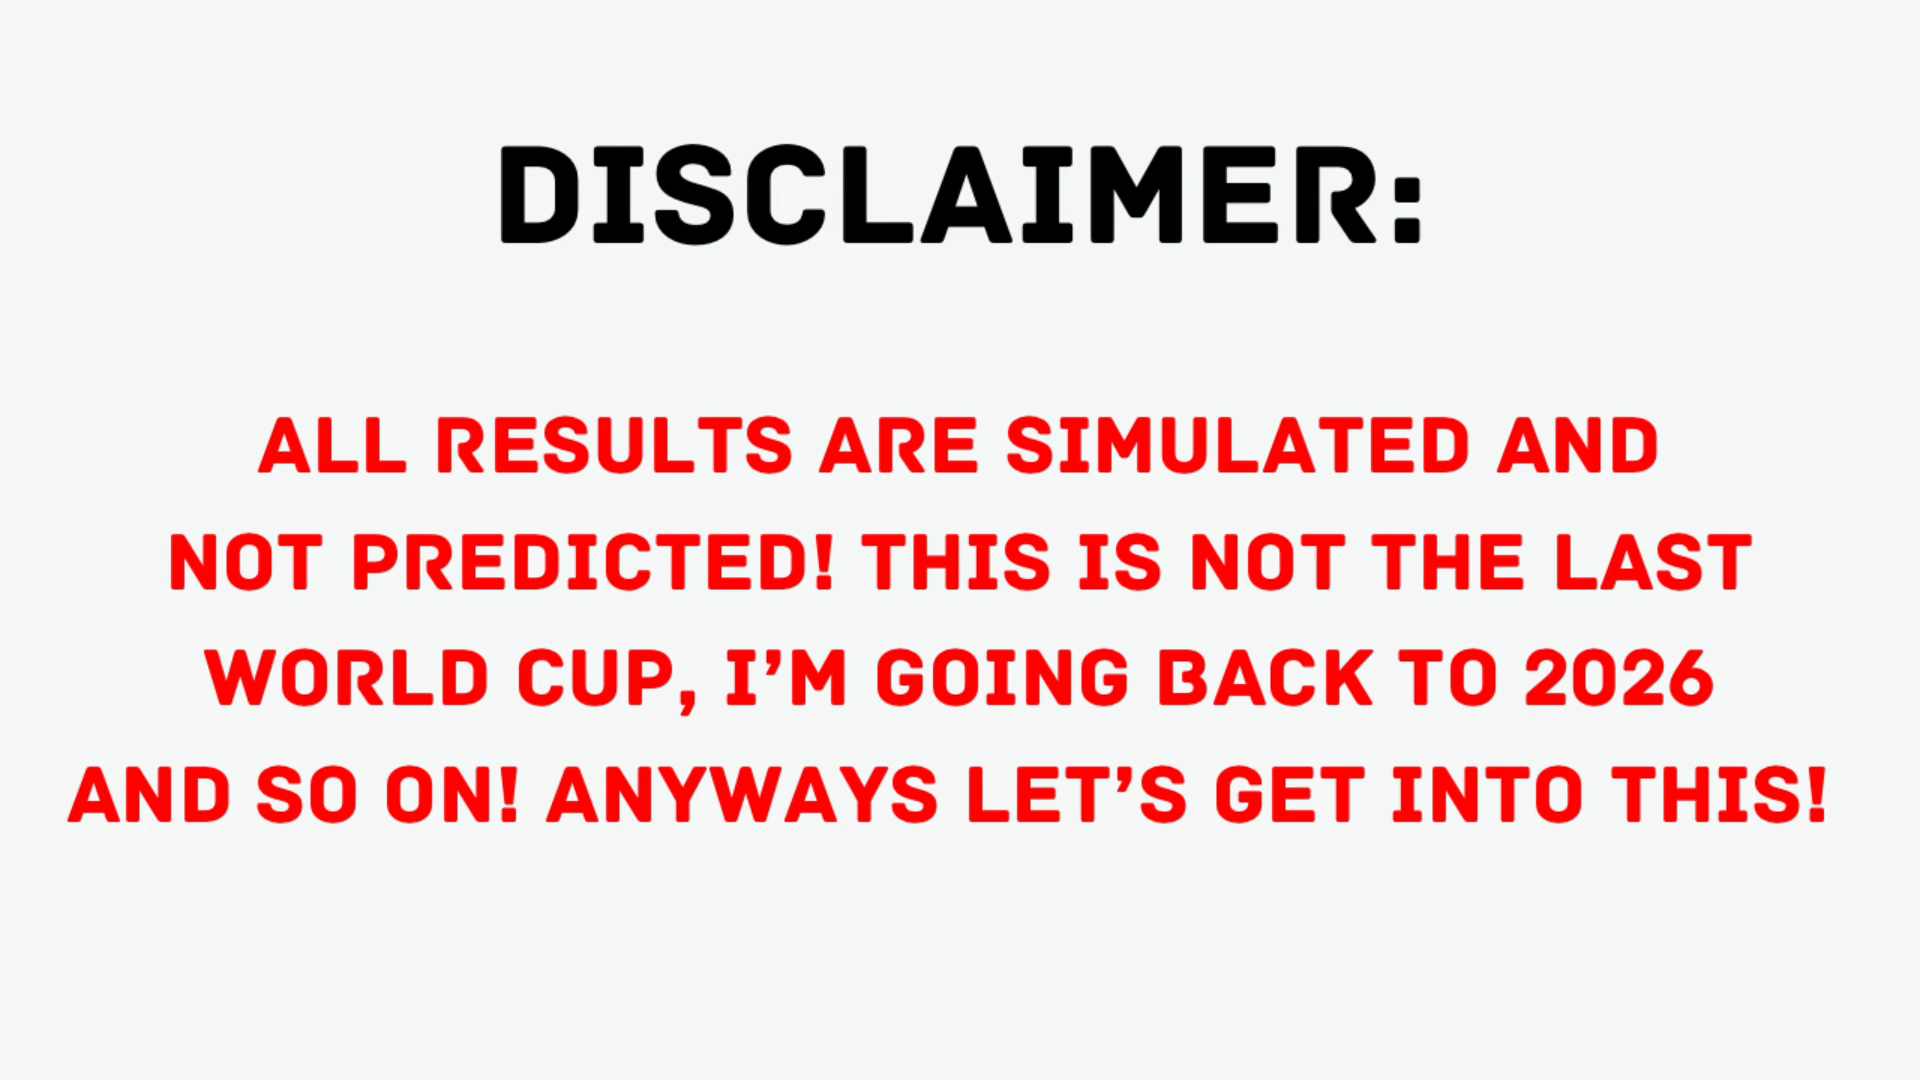 DISCLAIMER:
ALL RESULTS ARE SIMULATED AND
NOT PREDICTED! THIS IS NOT THE LAST
WORLD CUP, I’M GOING BACK TO 2026
AND SO ON! ANYWAYS LET’S GET INTO THIS!